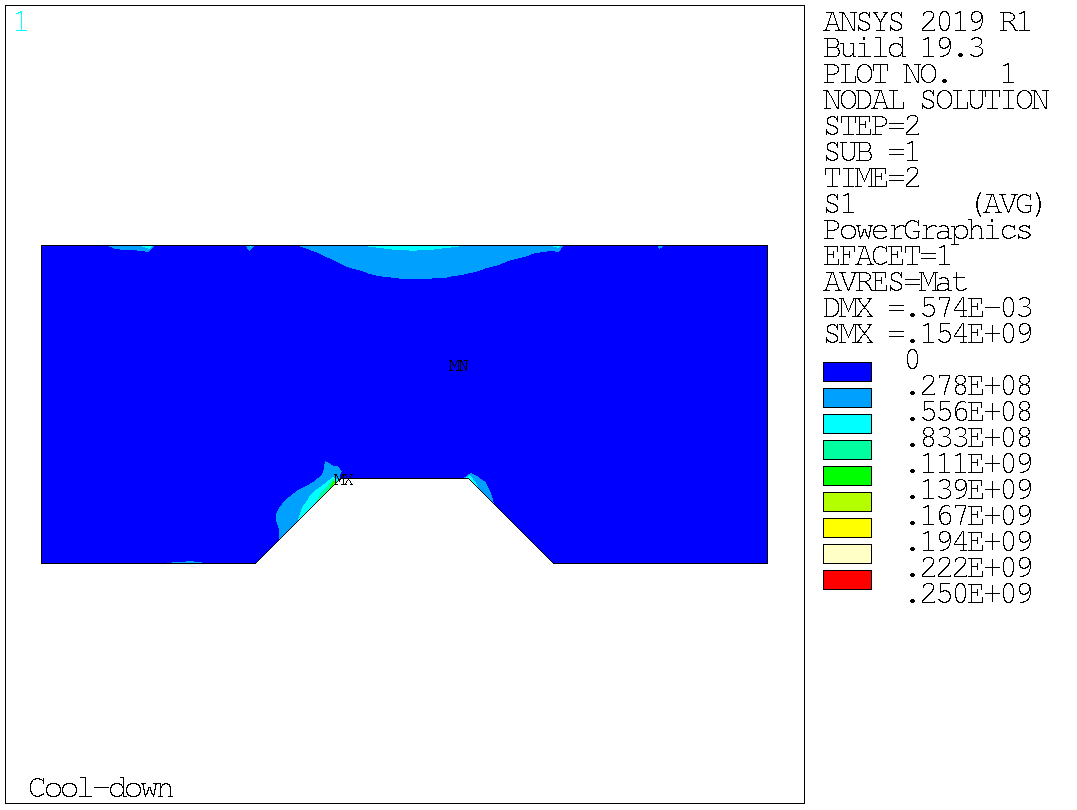 1
ANSYS 2019 R1
Build 19.3
PLOT NO. 1
NODAL SOLUTION
STEP=2
SUB =1
TIME=2
S1 (AVG)
PowerGraphics
EFACET=1
AVRES=Mat
DMX =.574E-03
SMX =.154E+09
0
.278E+08
.556E+08
.833E+08
.111E+09
.139E+09
.167E+09
.194E+09
.222E+09
.250E+09
MN
MX
Cool-down